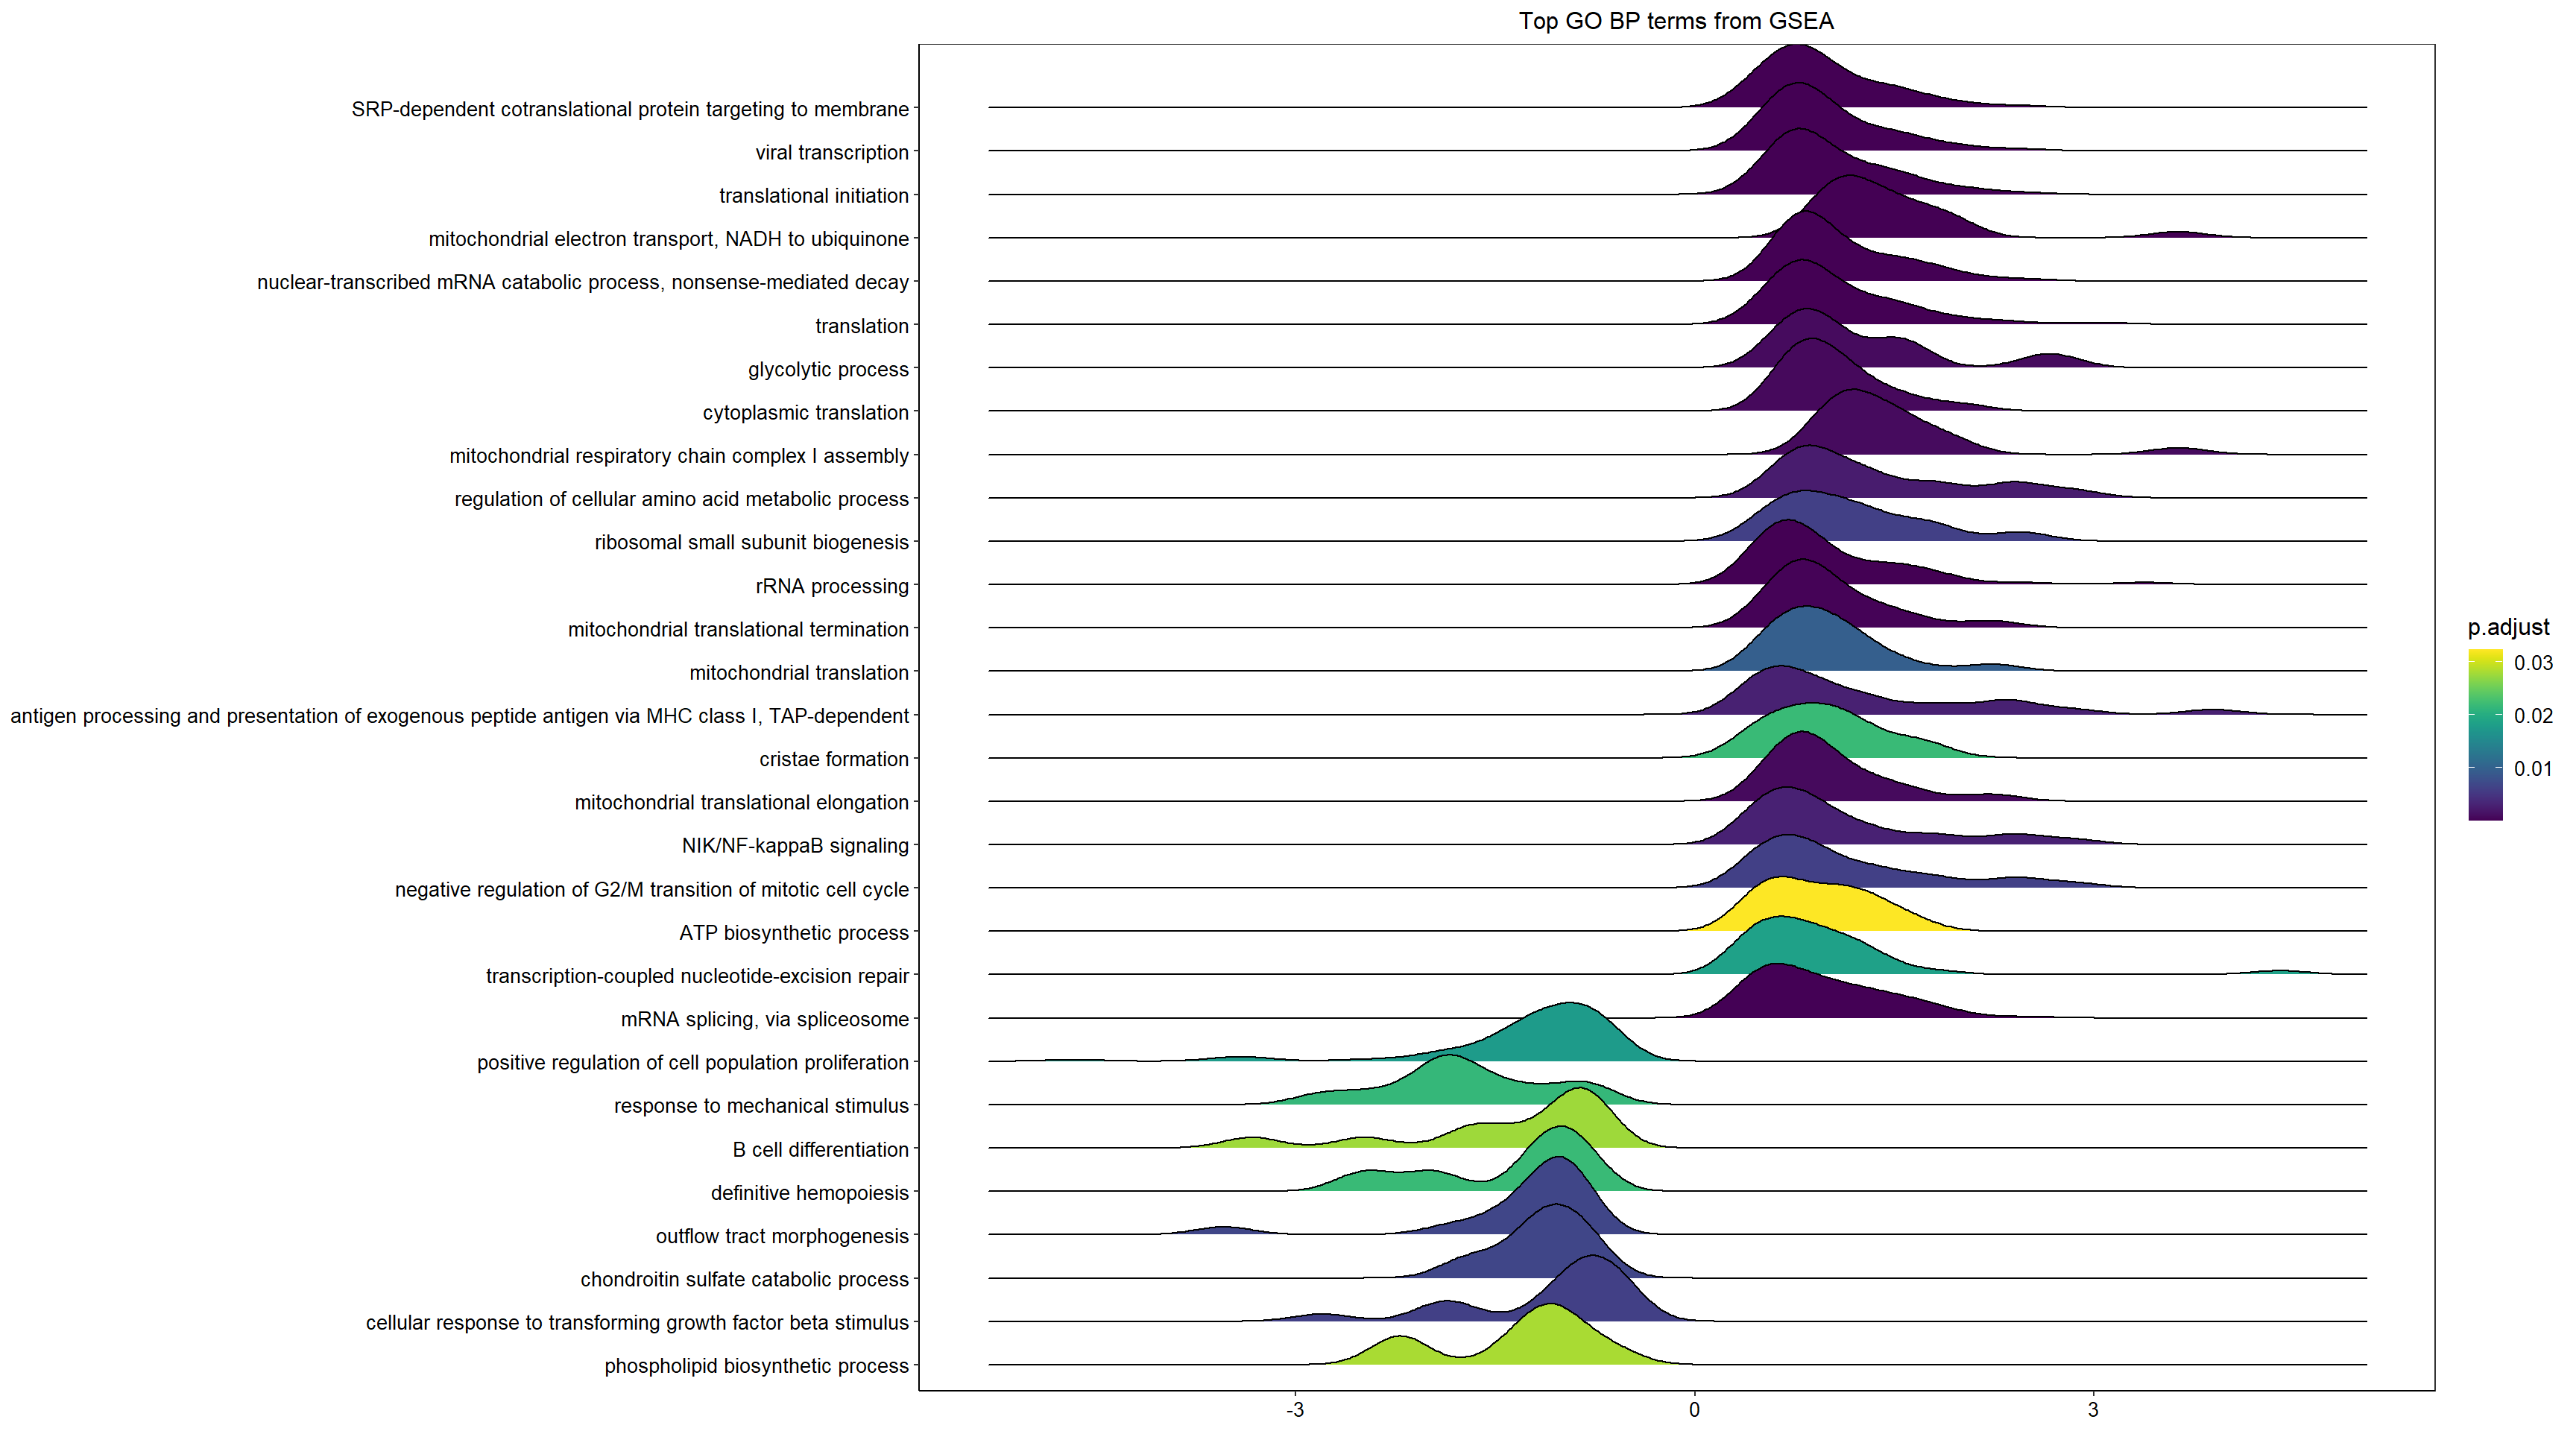 Top GO BP terms from GSEA
SRP-dependent cotranslational protein targeting to membrane
viral transcription
translational initiation
mitochondrial electron transport, NADH to ubiquinone
nuclear-transcribed mRNA catabolic process, nonsense-mediated decay
translation
glycolytic process
cytoplasmic translation
mitochondrial respiratory chain complex I assembly
regulation of cellular amino acid metabolic process
ribosomal small subunit biogenesis
rRNA processing
mitochondrial translational termination
mitochondrial translation
antigen processing and presentation of exogenous peptide antigen via MHC class I, TAP-dependent
cristae formation
mitochondrial translational elongation
NIK/NF-kappaB signaling
negative regulation of G2/M transition of mitotic cell cycle
ATP biosynthetic process
transcription-coupled nucleotide-excision repair
mRNA splicing, via spliceosome
positive regulation of cell population proliferation
response to mechanical stimulus
B cell differentiation
definitive hemopoiesis
outflow tract morphogenesis
chondroitin sulfate catabolic process
cellular response to transforming growth factor beta stimulus
phospholipid biosynthetic process
-3 0 3
p.adjust
0.03
0.02
0.01